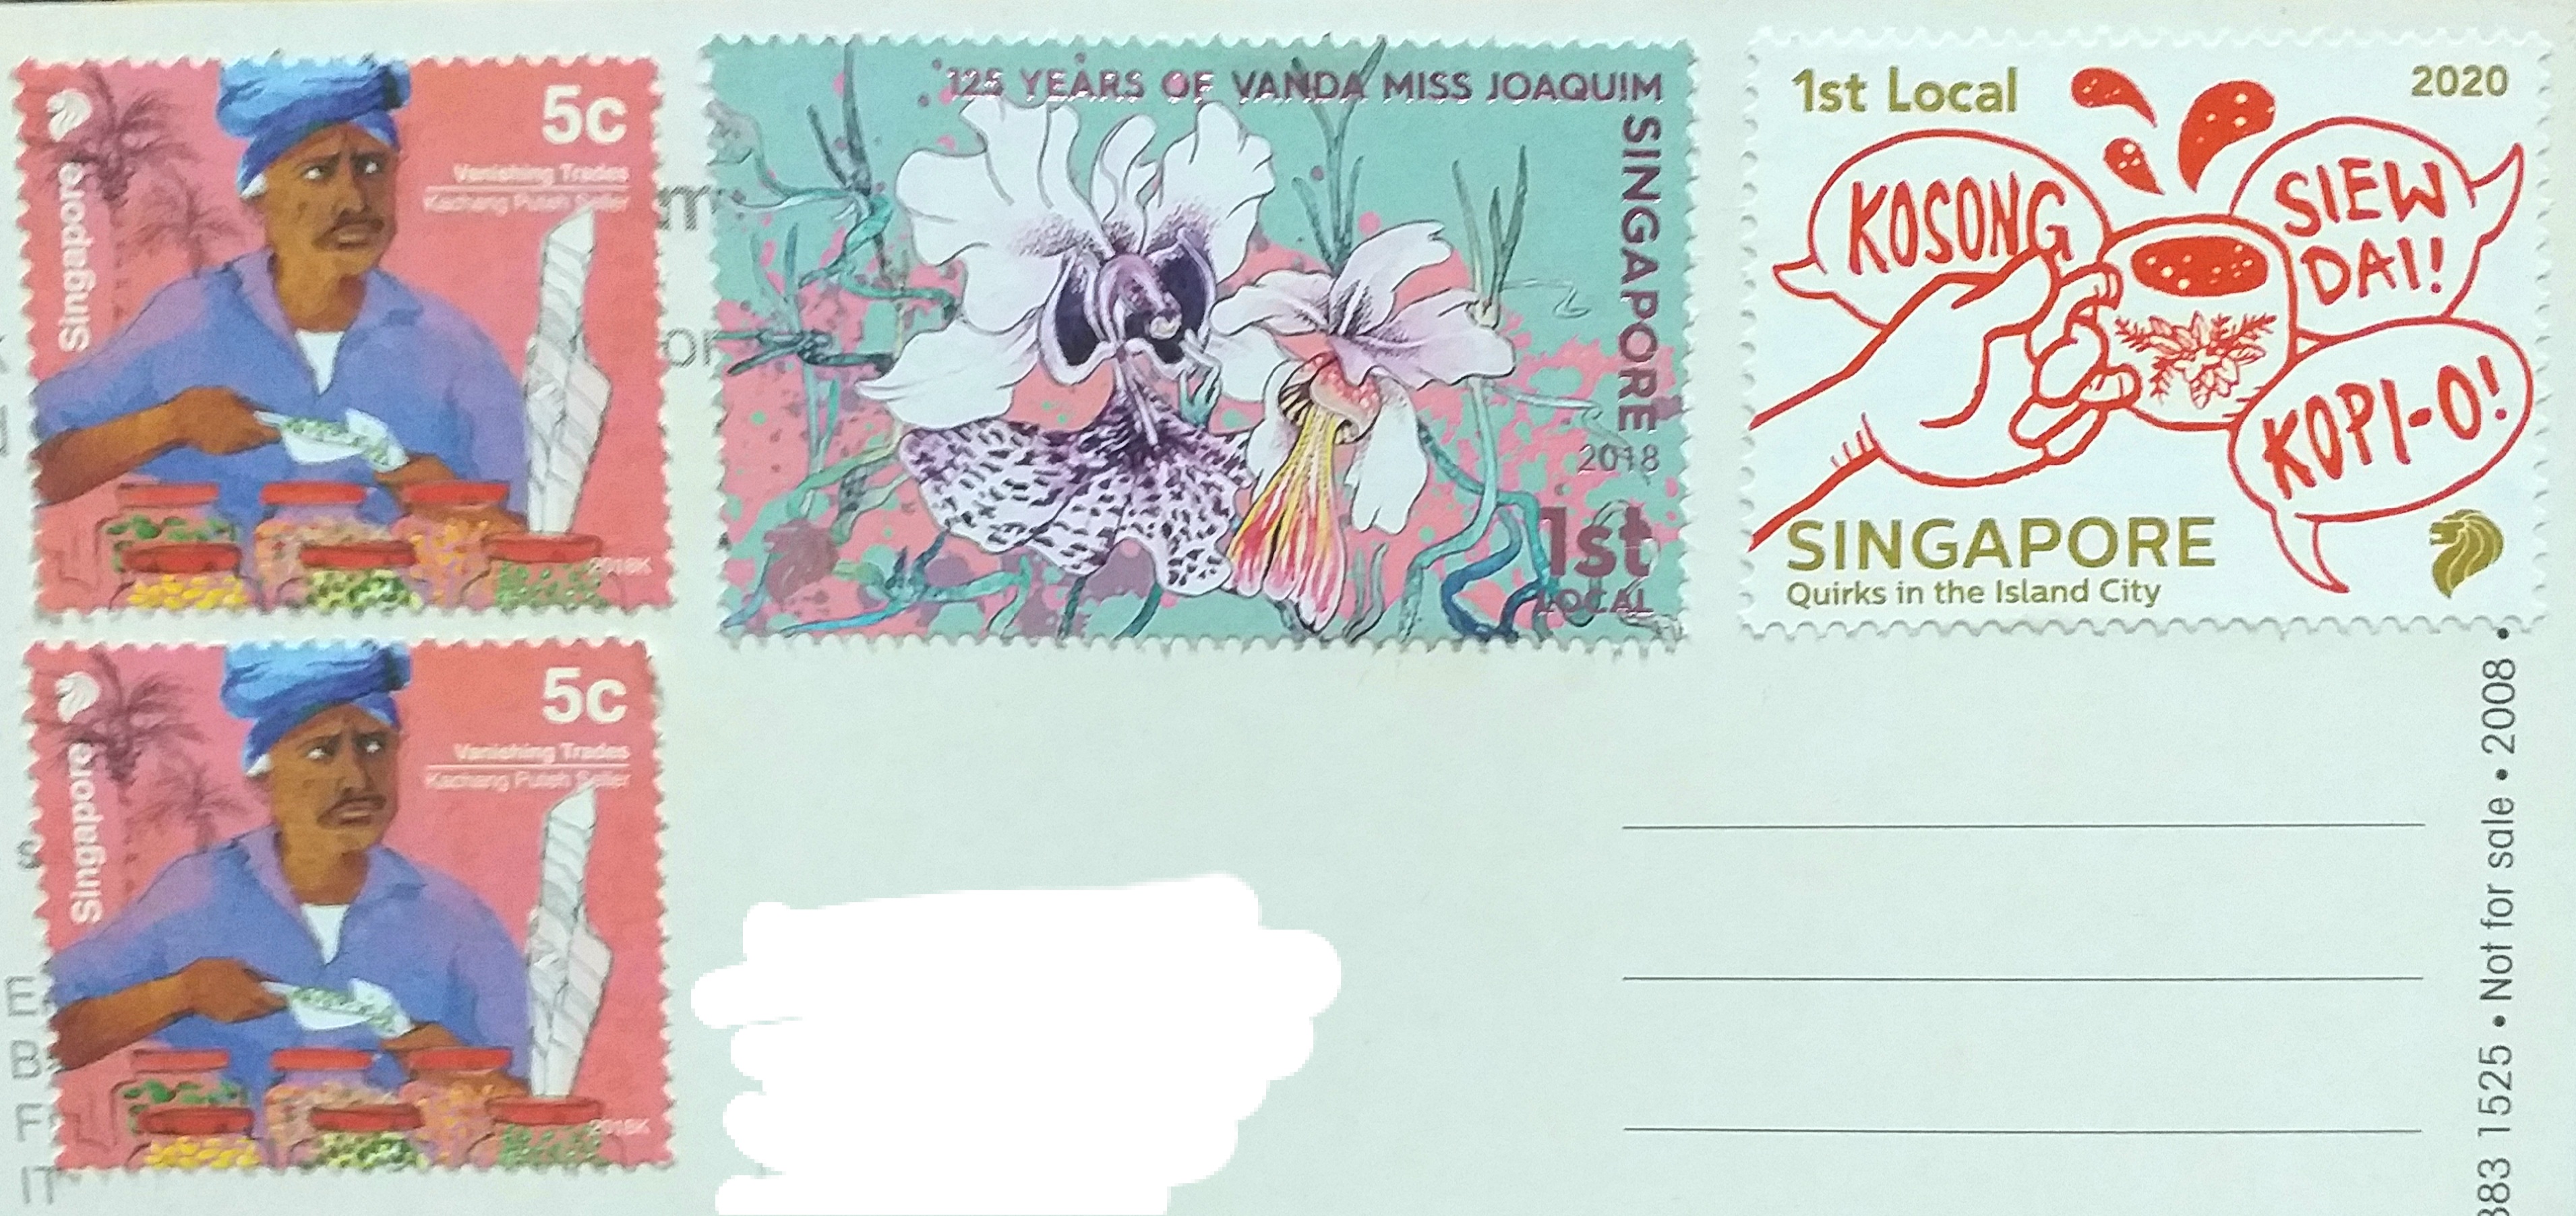 5c
Vanishing Trades
Kachang Puteh Seller
Singapore
2018K
125 YEARS OF VANDA MISS JOAQUIM
SINGAPORE
2018
1st
LOCAL
1st Local
2020
KOSONG
SIEW
DAI!
KOPI-O!
SINGAPORE
Quirks in the Island City
5c
Vanishing Trades
Kachang Puteh Seller
Singapore
2018K
383 1525 • Not for sale • 2008 •